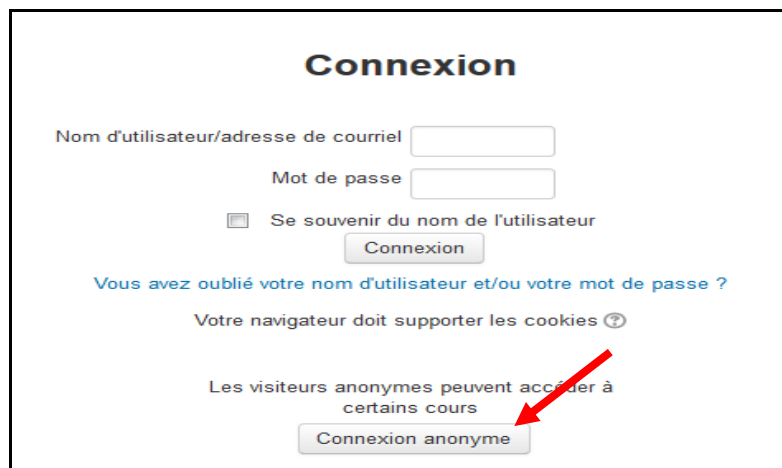 Connexion
Nom d'utilisateur/adresse de courriel
Mot de passe
Se souvenir du nom de l'utilisateur
Connexion
Vous avez oublié votre nom d'utilisateur et/ou votre mot de passe ?
Votre navigateur doit supporter les cookies ?
Les visiteurs anonymes peuvent accéder à
certains cours
Connexion anonyme